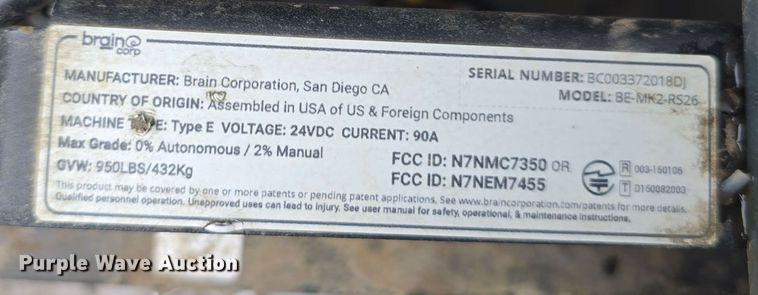 brain corp
SERIAL NUMBER: BC003372018DJ
MANUFACTURER: Brain Corporation, San Diego CA
MODEL: BE-MK2-RS26
COUNTRY OF ORIGIN: Assembled in USA of US & Foreign Components
MACHINE TYPE: Type E VOLTAGE: 24VDC CURRENT: 90A
Max Grade: 0% Autonomous / 2% Manual
GVW: 950LBS/432Kg
FCC ID: N7NMC7350 OR
FCC ID: N7NEM7455
R 003-150106
T D150082003
This product may be covered by one or more patents or pending patent applications. See www.braincorporation.com/patents for more details.
Qualified personnel operation. Unapproved uses can lead to injury. See user manual for safety, operational, & maintenance instructions.
Purple Wave Auction